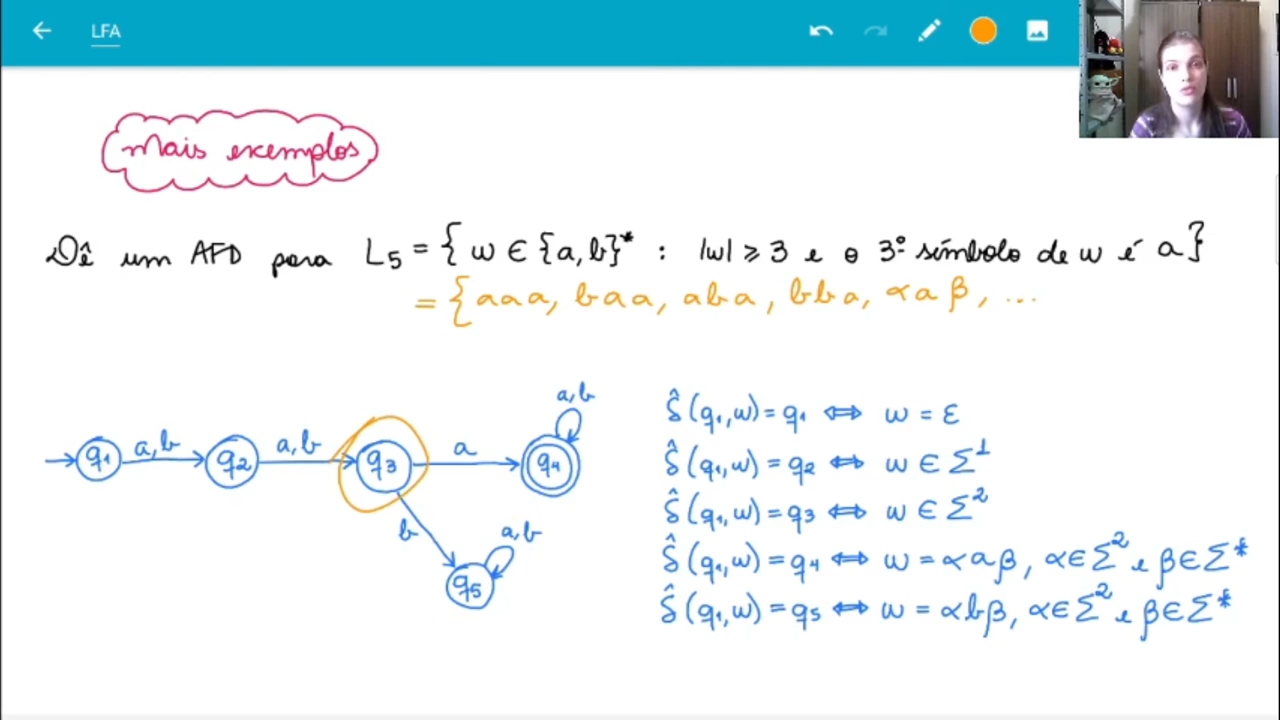 LFA
Mais exemplos
Dê um AFD para L₅ = { w ∈ {a,b}* : |w| ⩾ 3 e o 3º símbolo de w é a}
= { aaa, baa, aba, bba, αaβ, ...
a,b
a,b a,b a
q₁ q₂ q₃ q₄
b a,b
q₅
δ̂(q₁,w) = q₁ ⟺ w = ε
δ̂(q₁,w) = q₂ ⟺ w ∈ Σ¹
δ̂(q₁,w) = q₃ ⟺ w ∈ Σ²
δ̂(q₁,w) = q₄ ⟺ w = αaβ, α∈Σ² e β∈Σ*
δ̂(q₁,w) = q₅ ⟺ w = αbβ, α∈Σ² e β∈Σ*